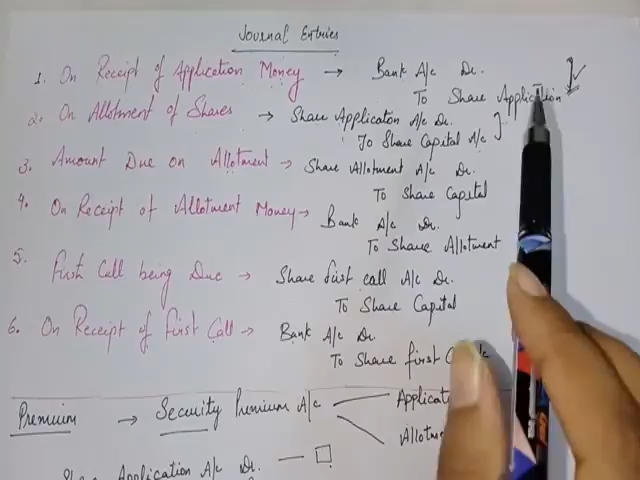 Journal Entries
1. On Receipt of Application Money → Bank A/c Dr.
To Share Application
2. On Allotment of Shares → Share Applicaton A/c Dr.
To Share Capital A/c
3. Amount Due on Allotment → Share Allotment A/c Dr.
To Share Capital
4. On Receipt of Allotment Money → Bank A/c Dr.
To Share Allotment
5. First Call being Due → Share first call A/c Dr.
To Share Capital
6. On Receipt of First Call → Bank A/c Dr.
To Share first
Premium → Security Premium A/c
Allotm
Share Application A/c Dr.